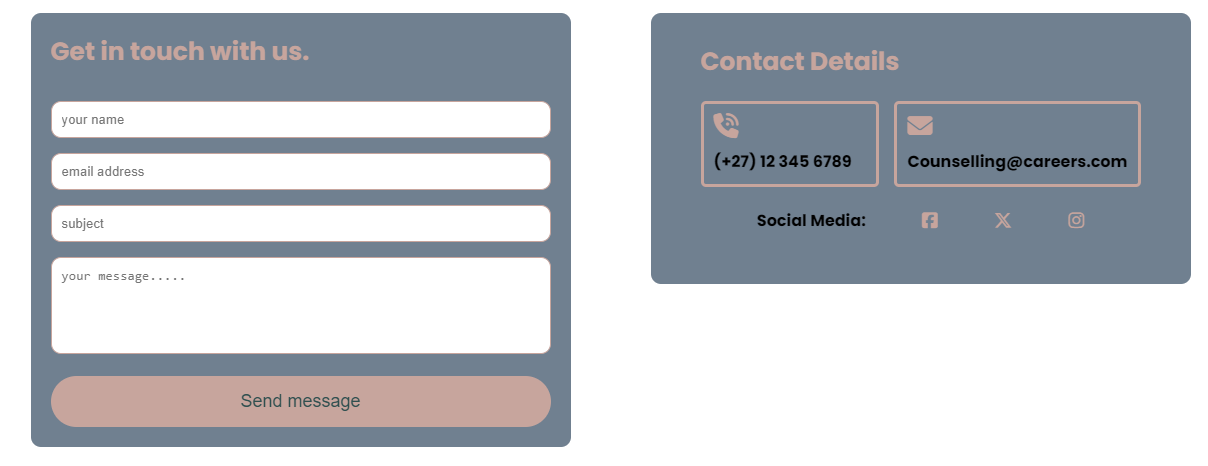 Get in touch with us.
your name
email address
subject
your message.....
Send message
Contact Details
(+27) 12 345 6789
Counselling@careers.com
Social Media: